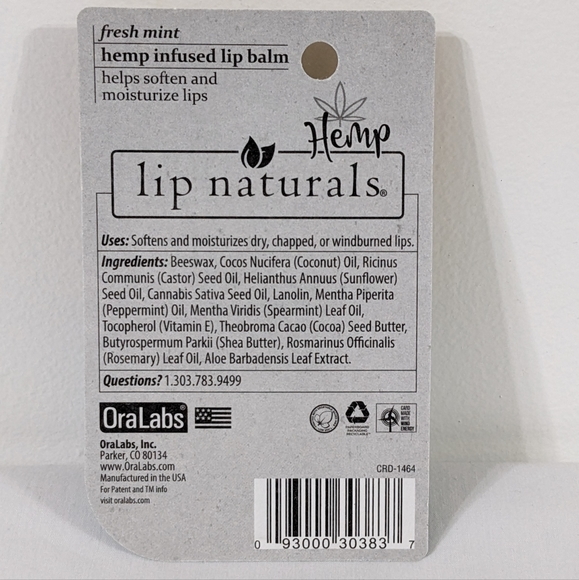 fresh mint
hemp infused lip balm
helps soften and
moisturize lips
Hemp
lip naturals®
Uses: Softens and moisturizes dry, chapped, or windburned lips.
Ingredients: Beeswax, Cocos Nucifera (Coconut) Oil, Ricinus
Communis (Castor) Seed Oil, Helianthus Annuus (Sunflower)
Seed Oil, Cannabis Sativa Seed Oil, Lanolin, Mentha Piperita
(Peppermint) Oil, Mentha Viridis (Spearmint) Leaf Oil,
Tocopherol (Vitamin E), Theobroma Cacao (Cocoa) Seed Butter,
Butyrospermum Parkii (Shea Butter), Rosmarinus Officinalis
(Rosemary) Leaf Oil, Aloe Barbadensis Leaf Extract.
Questions? 1.303.783.9499
OraLabs®
OraLabs, Inc.
Parker, CO 80134
www.OraLabs.com
Manufactured in the USA
For Patent and TM info
visit oralabs.com
CARD
MADE
WITH
WIND
ENERGY
CRD-1464
0 93000 30383 7